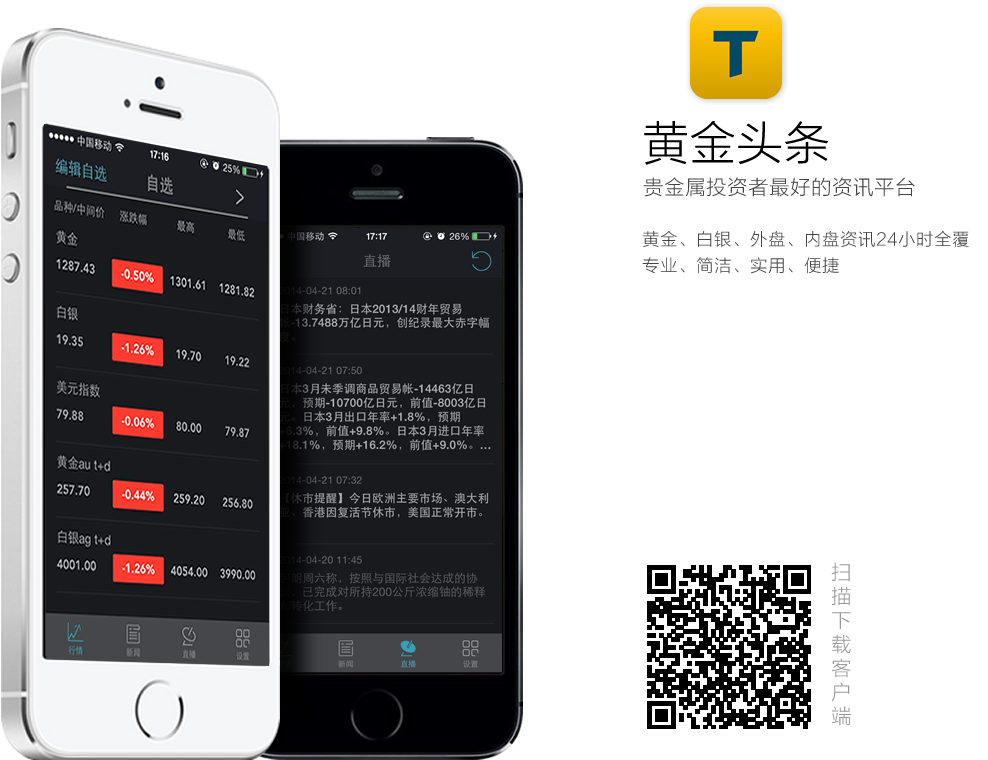 中国移动 17:16 25%
编辑自选 自选
品种/中间价 涨跌幅 最高 最低
黄金
1287.43 -0.50% 1301.61 1281.82
白银
19.35 -1.26% 19.70 19.22
美元指数
79.88 -0.06% 80.00 79.87
黄金au t+d
257.70 -0.44% 259.20 256.80
白银ag t+d
4001.00 -1.26% 4054.00 3990.00
行情 新闻 直播 设置
中国移动 17:17 26%
直播
14-04-21 08:01
日本财务省：日本2013/14财年贸易
-13.7488万亿日元，创纪录最大赤字幅
14-04-21 07:50
日本3月未季调商品贸易帐-14463亿日
元，预期-10700亿日元，前值-8003亿日
元。日本3月出口年率+1.8%，预期
+6.3%，前值+9.8%。日本3月进口年率
+18.1%，预期+16.2%，前值+9.0%。...
14-04-21 07:32
【休市提醒】今日欧洲主要市场、澳大利
亚、香港因复活节休市，美国正常开市。
14-04-20 11:45
朗周六称，按照与国际社会达成的协
，已完成对所持200公斤浓缩铀的稀释
转化工作。
新闻 直播 设置
T
黄金头条
贵金属投资者最好的资讯平台
黄金、白银、外盘、内盘资讯24小时全覆
专业、简洁、实用、便捷
扫描下载客户端